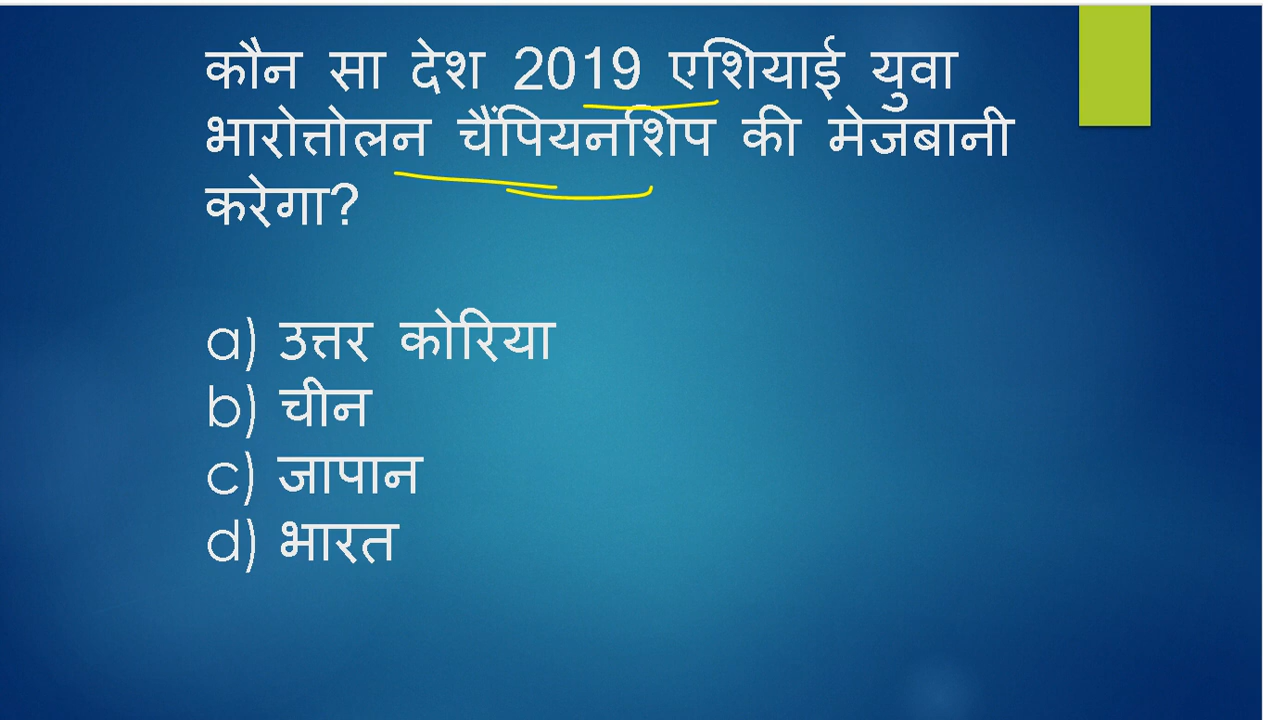 कौन सा देश 2019 एशियाई युवा
भारोत्तोलन चैंपियनशिप की मेजबानी
करेगा?
a) उत्तर कोरिया
b) चीन
c) जापान
d) भारत